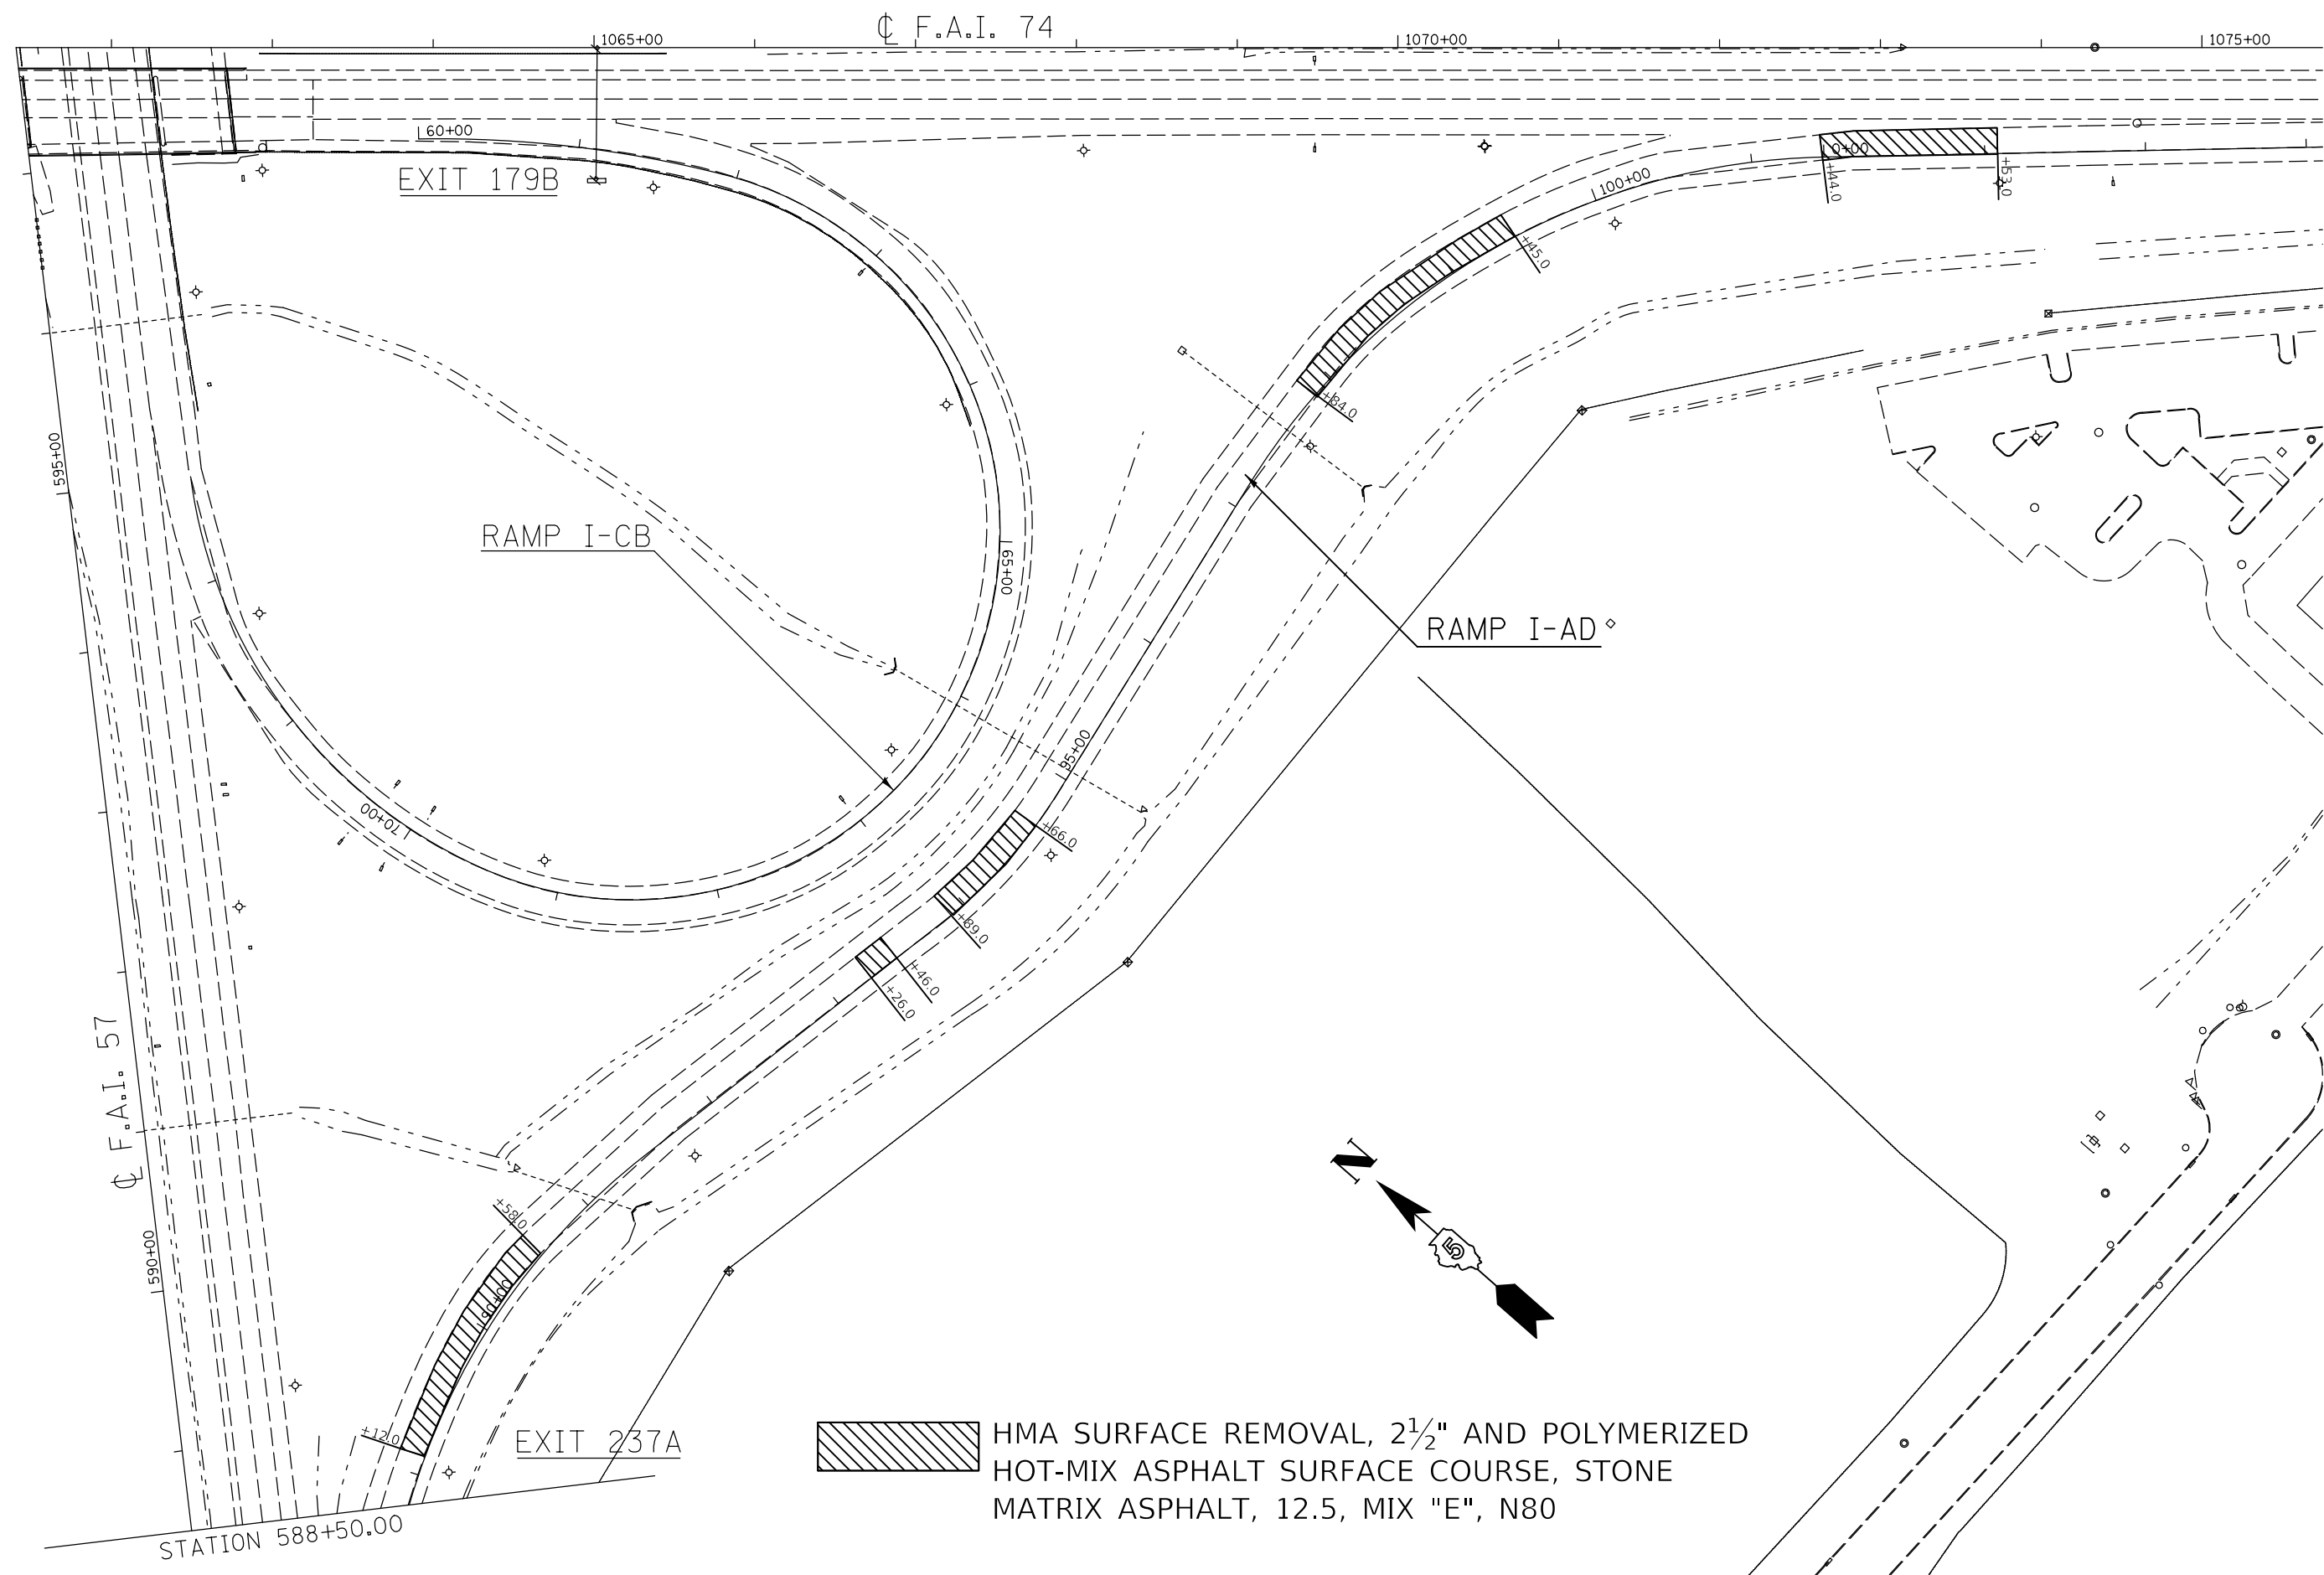 ℄ F.A.I. 74
1065+00
1070+00
1075+00
60+00
EXIT 179B
0+00
+44.0
+53.0
100+00
+45.0
+84.0
595+00
RAMP I-CB
65+00
RAMP I-AD
95+00
70+00
+66.0
+89.0
+46.0
+26.0
℄ F.A.I. 57
N
5
+58.0
590+00
90+00
+12.0
EXIT 237A
HMA SURFACE REMOVAL, 2½" AND POLYMERIZED
HOT-MIX ASPHALT SURFACE COURSE, STONE
MATRIX ASPHALT, 12.5, MIX "E", N80
STATION 588+50.00